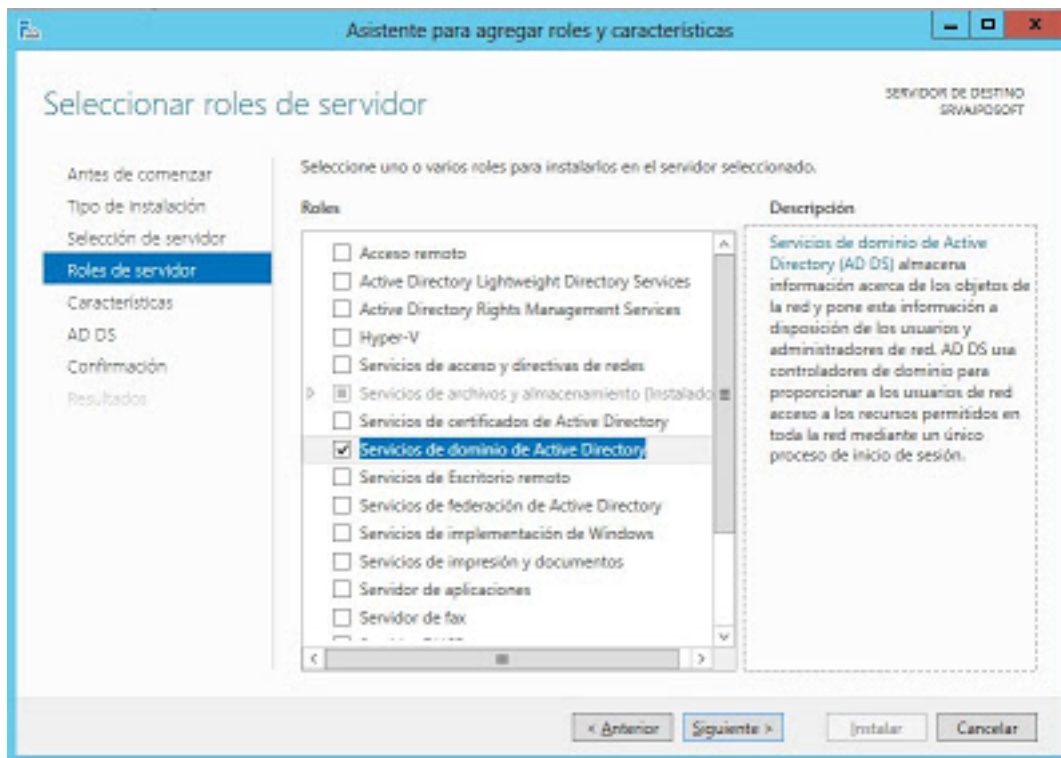 Asistente para agregar roles y características
Seleccionar roles de servidor
SERVIDOR DE DESTINO
SRVAJPOSOFT
Antes de comenzar
Tipo de instalación
Selección de servidor
Roles de servidor
Características
AD DS
Confirmación
Resultados
Seleccione uno o varios roles para instalarlos en el servidor seleccionado.
Roles
Acceso remoto
Active Directory Lightweight Directory Services
Active Directory Rights Management Services
Hyper-V
Servicios de acceso y directivas de redes
Servicios de archivos y almacenamiento (Instalado
Servicios de certificados de Active Directory
Servicios de dominio de Active Directory
Servicios de Escritorio remoto
Servicios de federación de Active Directory
Servicios de implementación de Windows
Servicios de impresión y documentos
Servidor de aplicaciones
Servidor de fax
Descripción
Servicios de dominio de Active
Directory (AD DS) almacena
información acerca de los objetos de
la red y pone esta información a
disposición de los usuarios y
administradores de red. AD DS usa
controladores de dominio para
proporcionar a los usuarios de red
acceso a los recursos permitidos en
toda la red mediante un único
proceso de inicio de sesión.
< Anterior
Siguiente >
Instalar
Cancelar